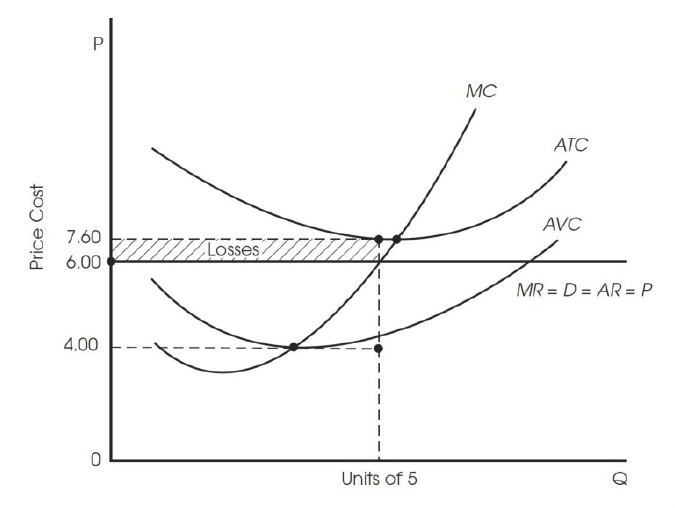 P
MC
ATC
AVC
Price Cost
7.60
Losses
6.00
MR = D = AR = P
4.00
0
Units of 5
Q